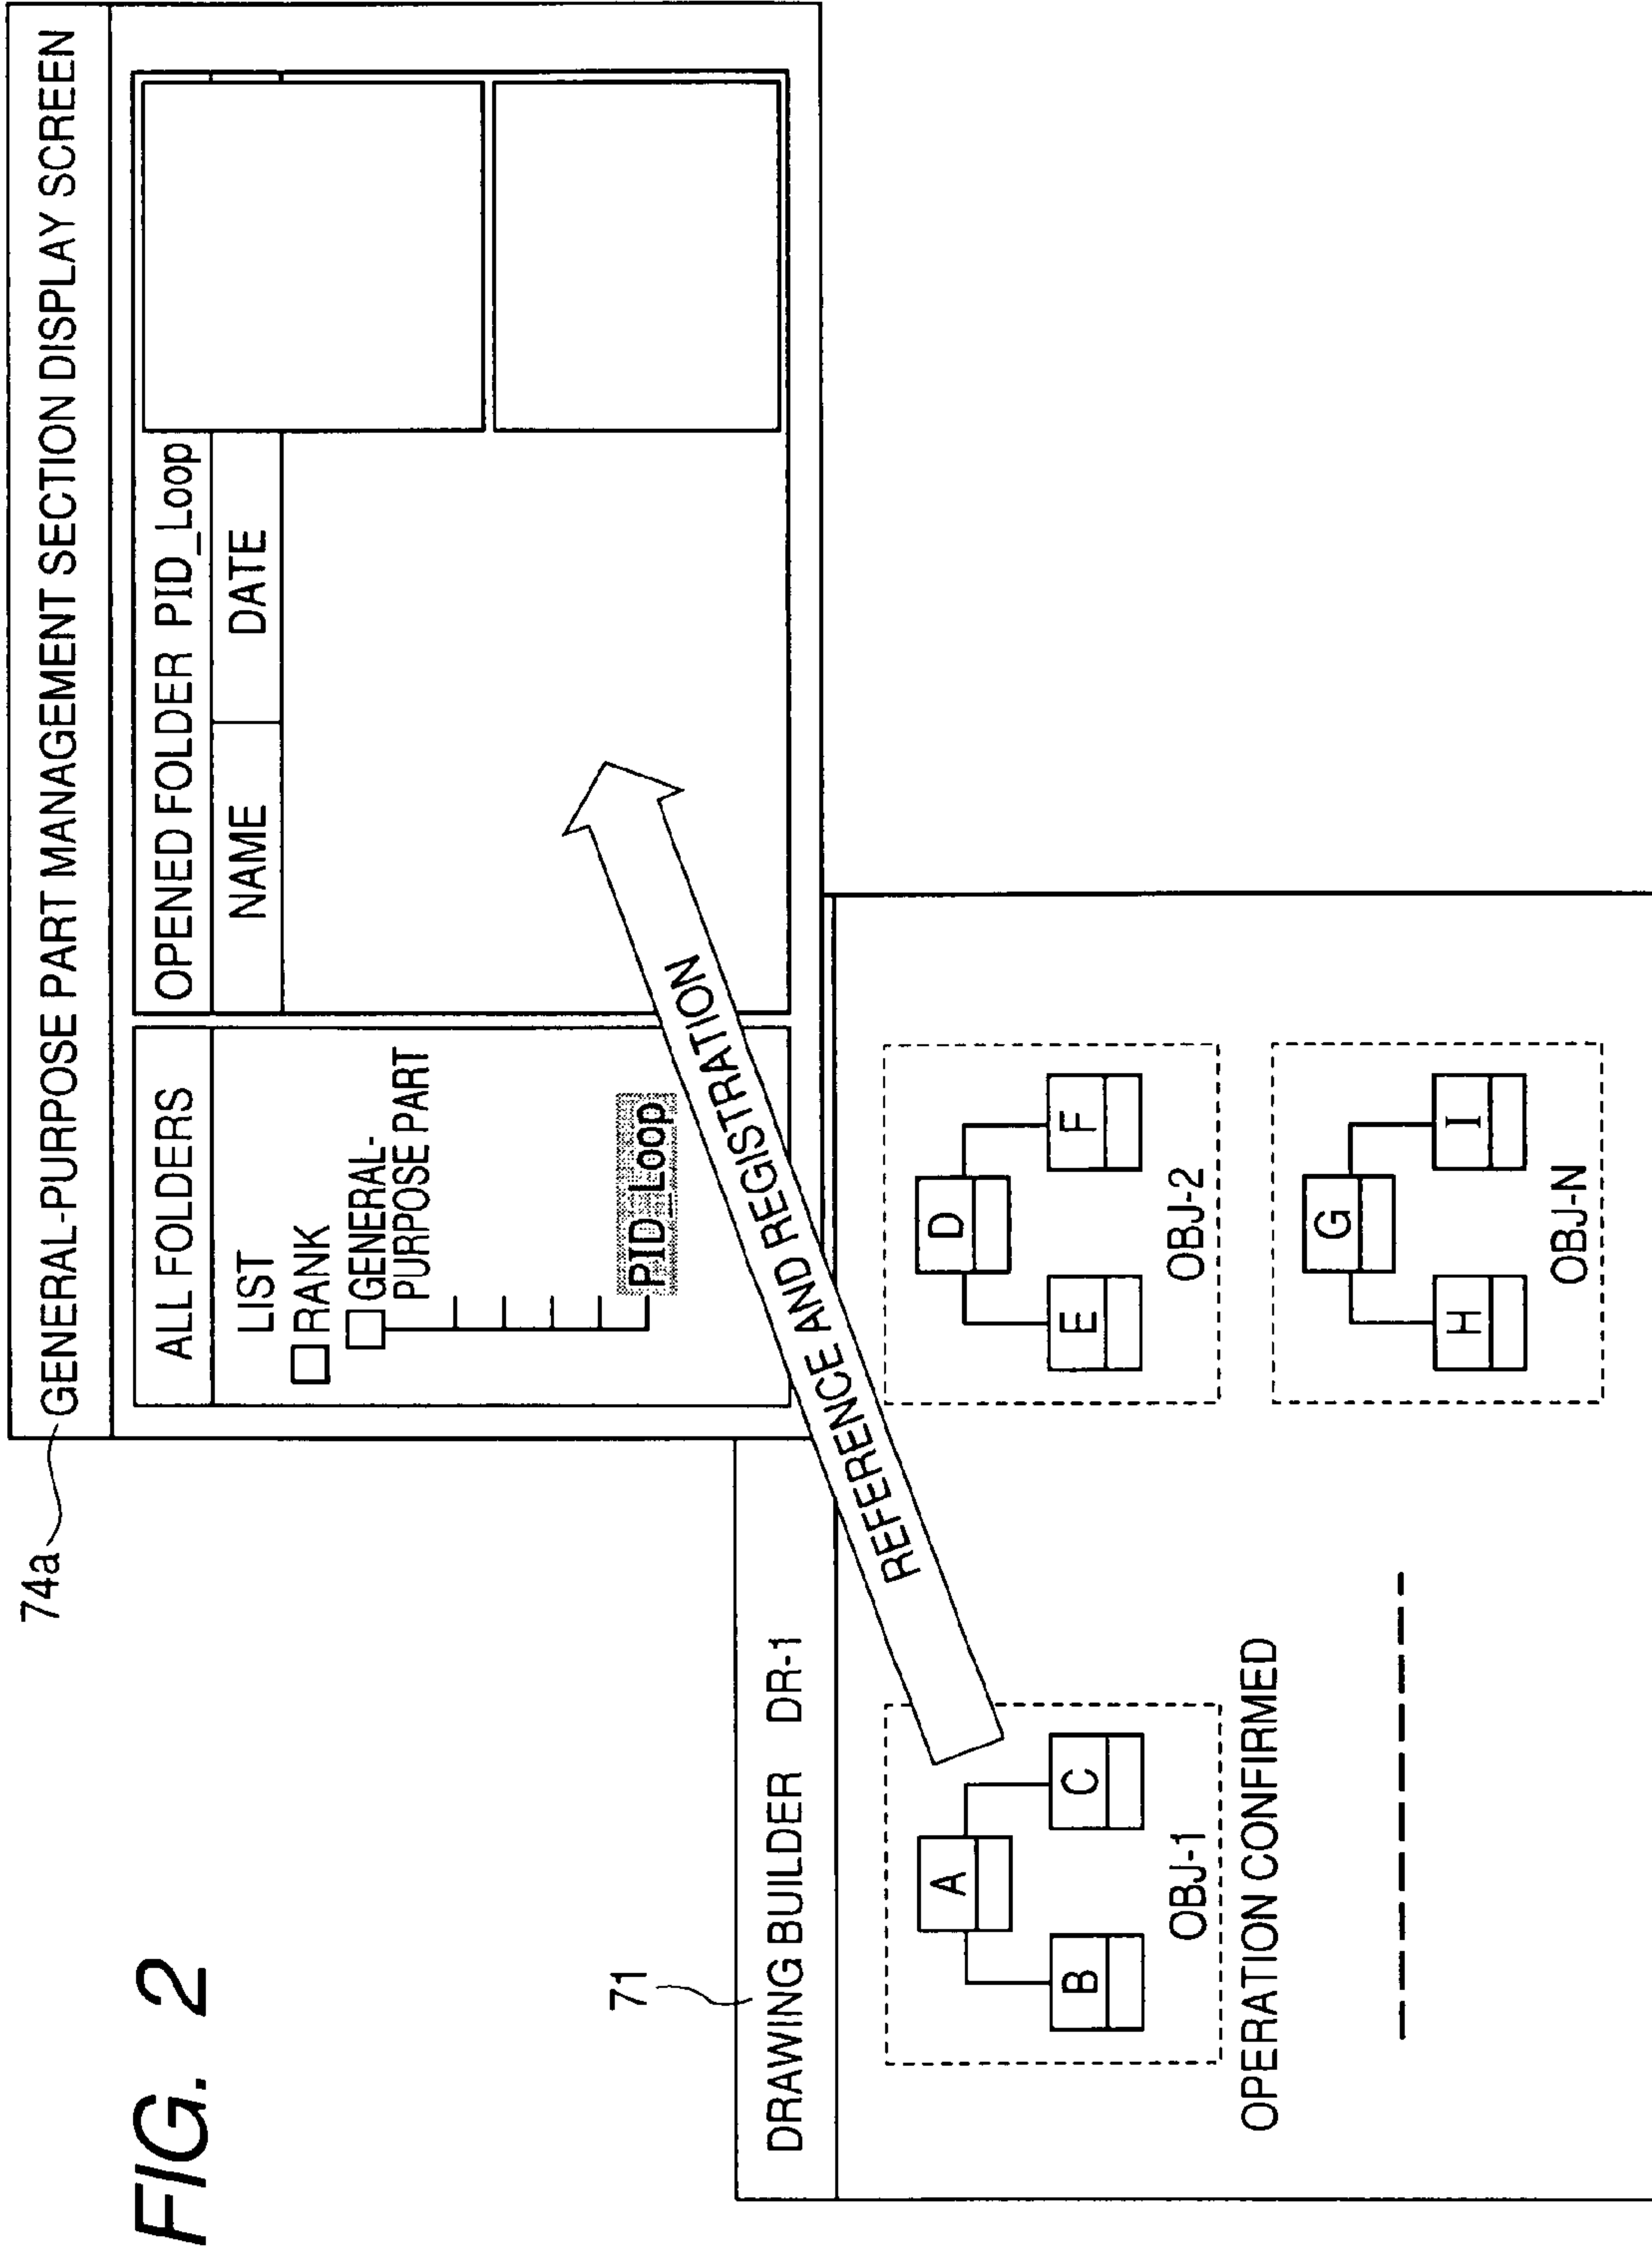 FIG. 2
74a
GENERAL-PURPOSE PART MANAGEMENT SECTION DISPLAY SCREEN
ALL FOLDERS
OPENED FOLDER PID_Loop
NAME
DATE
LIST
RANK
GENERAL-
PURPOSE PART
PID_Loop
REFERENCE AND REGISTRATION
71
DRAWING BUILDER DR-1
A
B
C
OBJ-1
OPERATION CONFIRMED
D
E
F
OBJ-2
G
H
I
OBJ-N